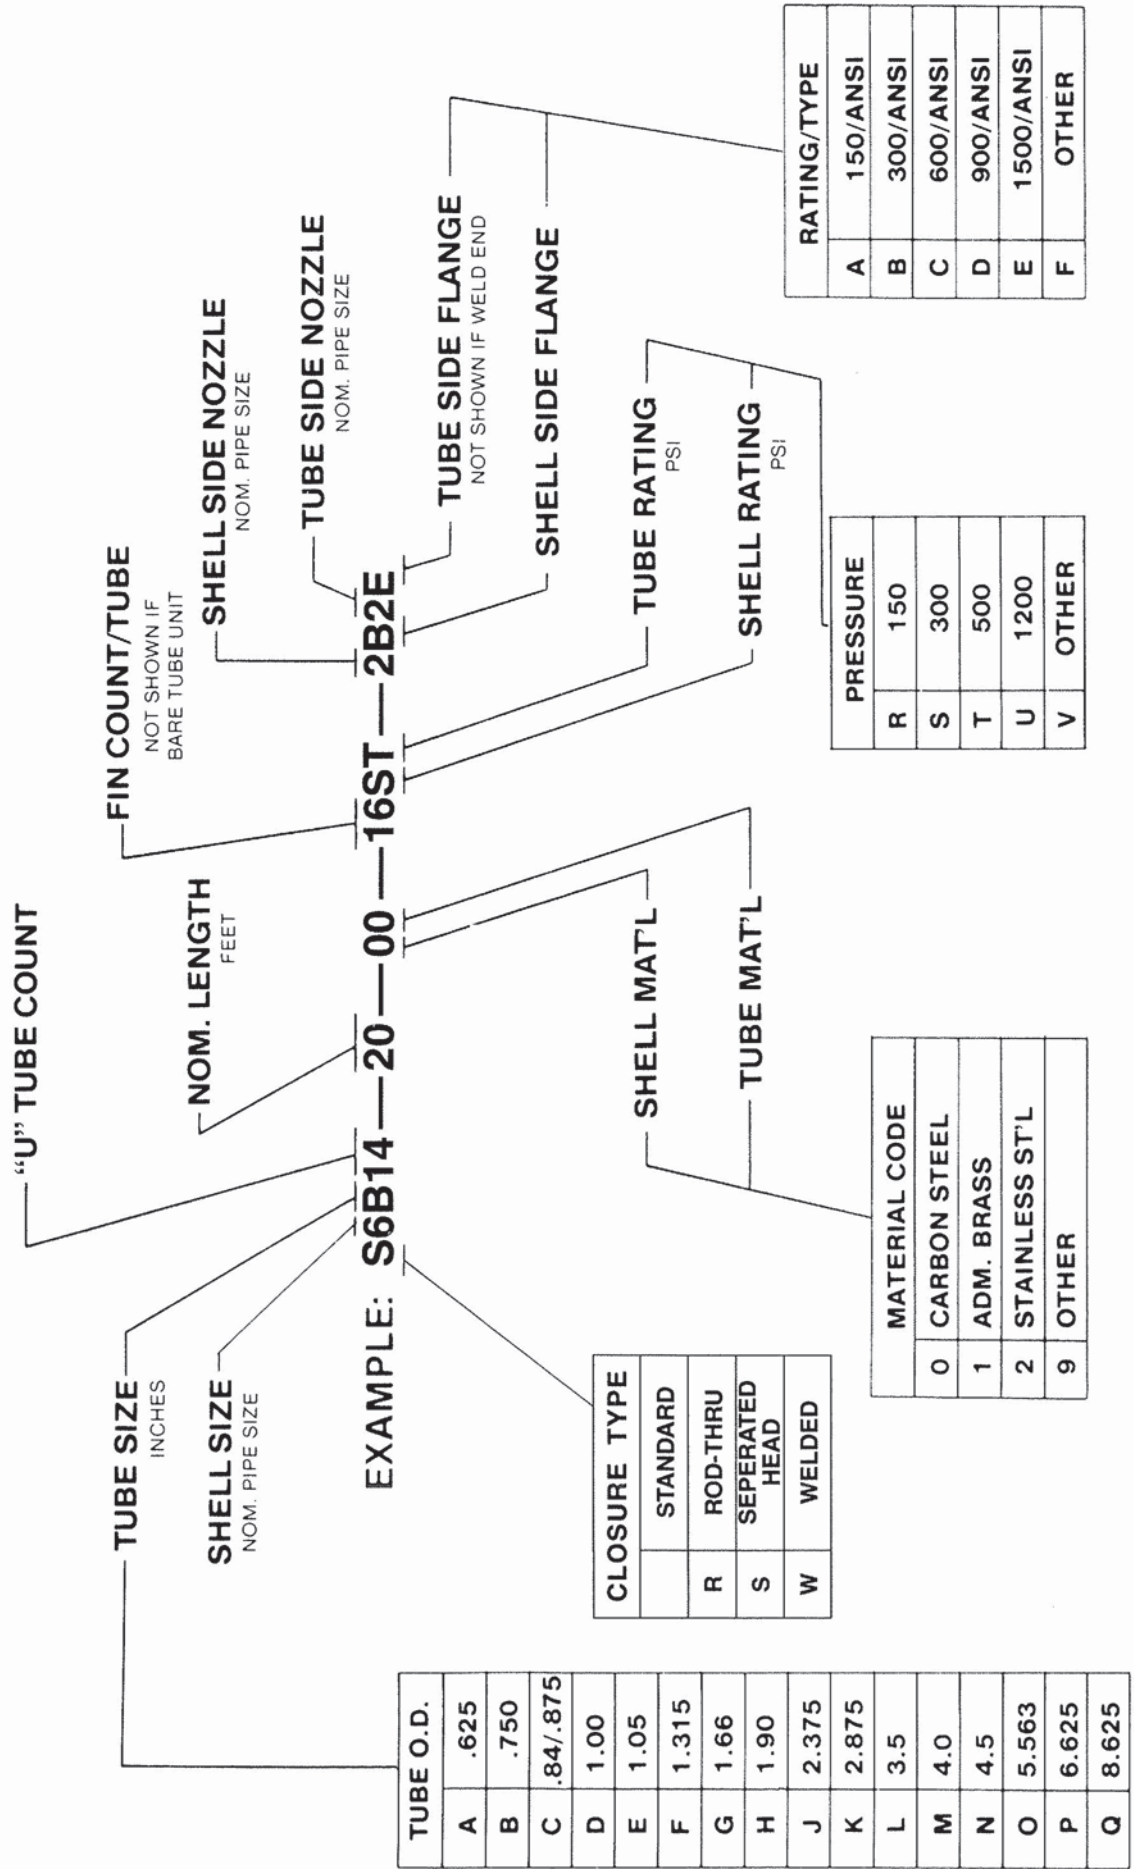 "U" TUBE COUNT
TUBE SIZE
INCHES
SHELL SIZE
NOM. PIPE SIZE
NOM. LENGTH
FEET
FIN COUNT/TUBE
NOT SHOWN IF
BARE TUBE UNIT
SHELL SIDE NOZZLE
NOM. PIPE SIZE
TUBE SIDE NOZZLE
NOM. PIPE SIZE
EXAMPLE: S6B14—20—00—16ST—2B2E
TUBE SIDE FLANGE
NOT SHOWN IF WELD END
SHELL SIDE FLANGE
TUBE RATING
PSI
SHELL RATING
PSI
SHELL MAT'L
TUBE MAT'L
TUBE O.D.
A .625
B .750
C .84/.875
D 1.00
E 1.05
F 1.315
G 1.66
H 1.90
J 2.375
K 2.875
L 3.5
M 4.0
N 4.5
O 5.563
P 6.625
Q 8.625
CLOSURE TYPE
STANDARD
R ROD-THRU
S SEPERATED
HEAD
W WELDED
MATERIAL CODE
0 CARBON STEEL
1 ADM. BRASS
2 STAINLESS ST'L
9 OTHER
PRESSURE
R 150
S 300
T 500
U 1200
V OTHER
RATING/TYPE
A 150/ANSI
B 300/ANSI
C 600/ANSI
D 900/ANSI
E 1500/ANSI
F OTHER